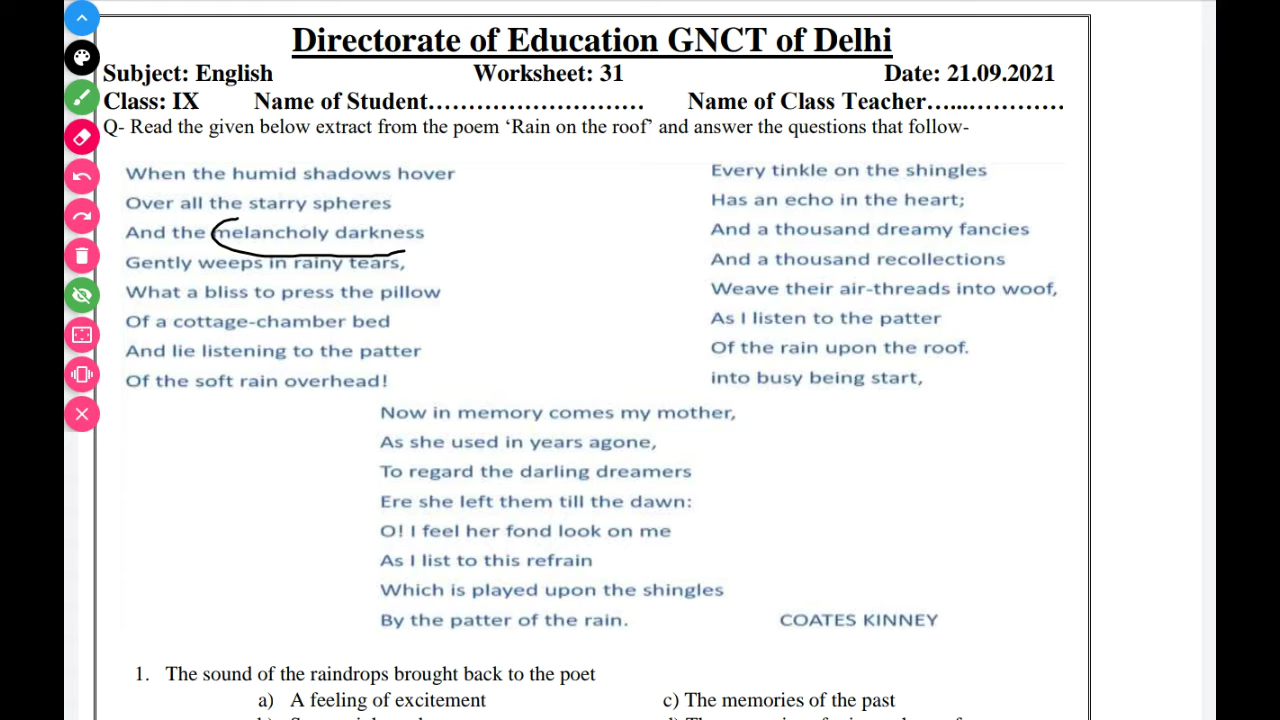 Directorate of Education GNCT of Delhi
Subject: English Worksheet: 31 Date: 21.09.2021
Class: IX Name of Student………………………… Name of Class Teacher…...…………
Q- Read the given below extract from the poem ‘Rain on the roof’ and answer the questions that follow-
When the humid shadows hover
Over all the starry spheres
And the melancholy darkness
Gently weeps in rainy tears,
What a bliss to press the pillow
Of a cottage-chamber bed
And lie listening to the patter
Of the soft rain overhead!
Every tinkle on the shingles
Has an echo in the heart;
And a thousand dreamy fancies
And a thousand recollections
Weave their air-threads into woof,
As I listen to the patter
Of the rain upon the roof.
into busy being start,
Now in memory comes my mother,
As she used in years agone,
To regard the darling dreamers
Ere she left them till the dawn:
O! I feel her fond look on me
As I list to this refrain
Which is played upon the shingles
By the patter of the rain.
COATES KINNEY
1. The sound of the raindrops brought back to the poet
a) A feeling of excitement c) The memories of the past